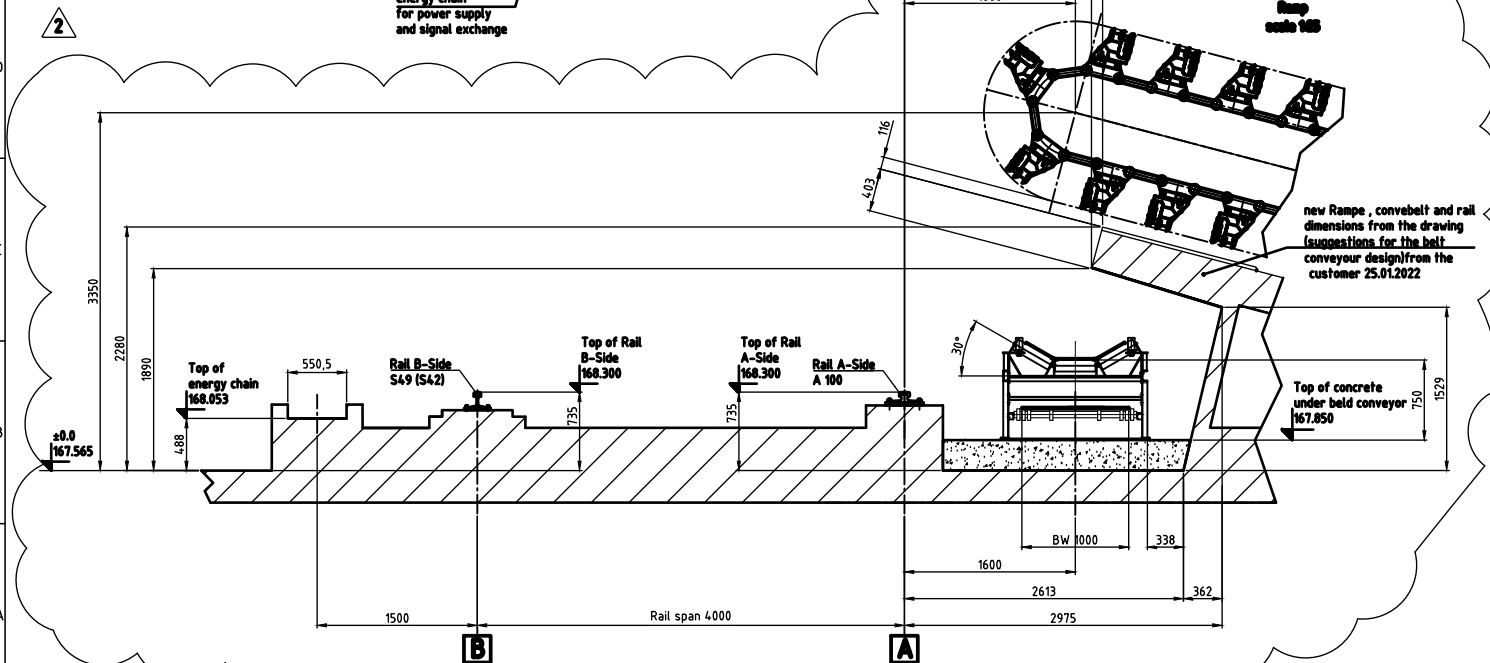 2
energy chain
for power supply
and signal exchange
Ramp
116
403
new Rampe , convebelt and rail
dimensions from the drawing
(suggestions for the belt
conveyour design)from the
customer 25.01.2022
3350
2280
1890
Top of
energy chain
168.053
550,5
Rail B-Side
S49 (S42)
Top of Rail
B-Side
168.300
Top of Rail
A-Side
168.300
Rail A-Side
A 100
30°
Top of concrete
under beld conveyor
167.850
750
1529
±0.0
167.565
488
735
735
BW 1000
338
1600
2613
362
1500
Rail span 4000
2975
B
A
B
A